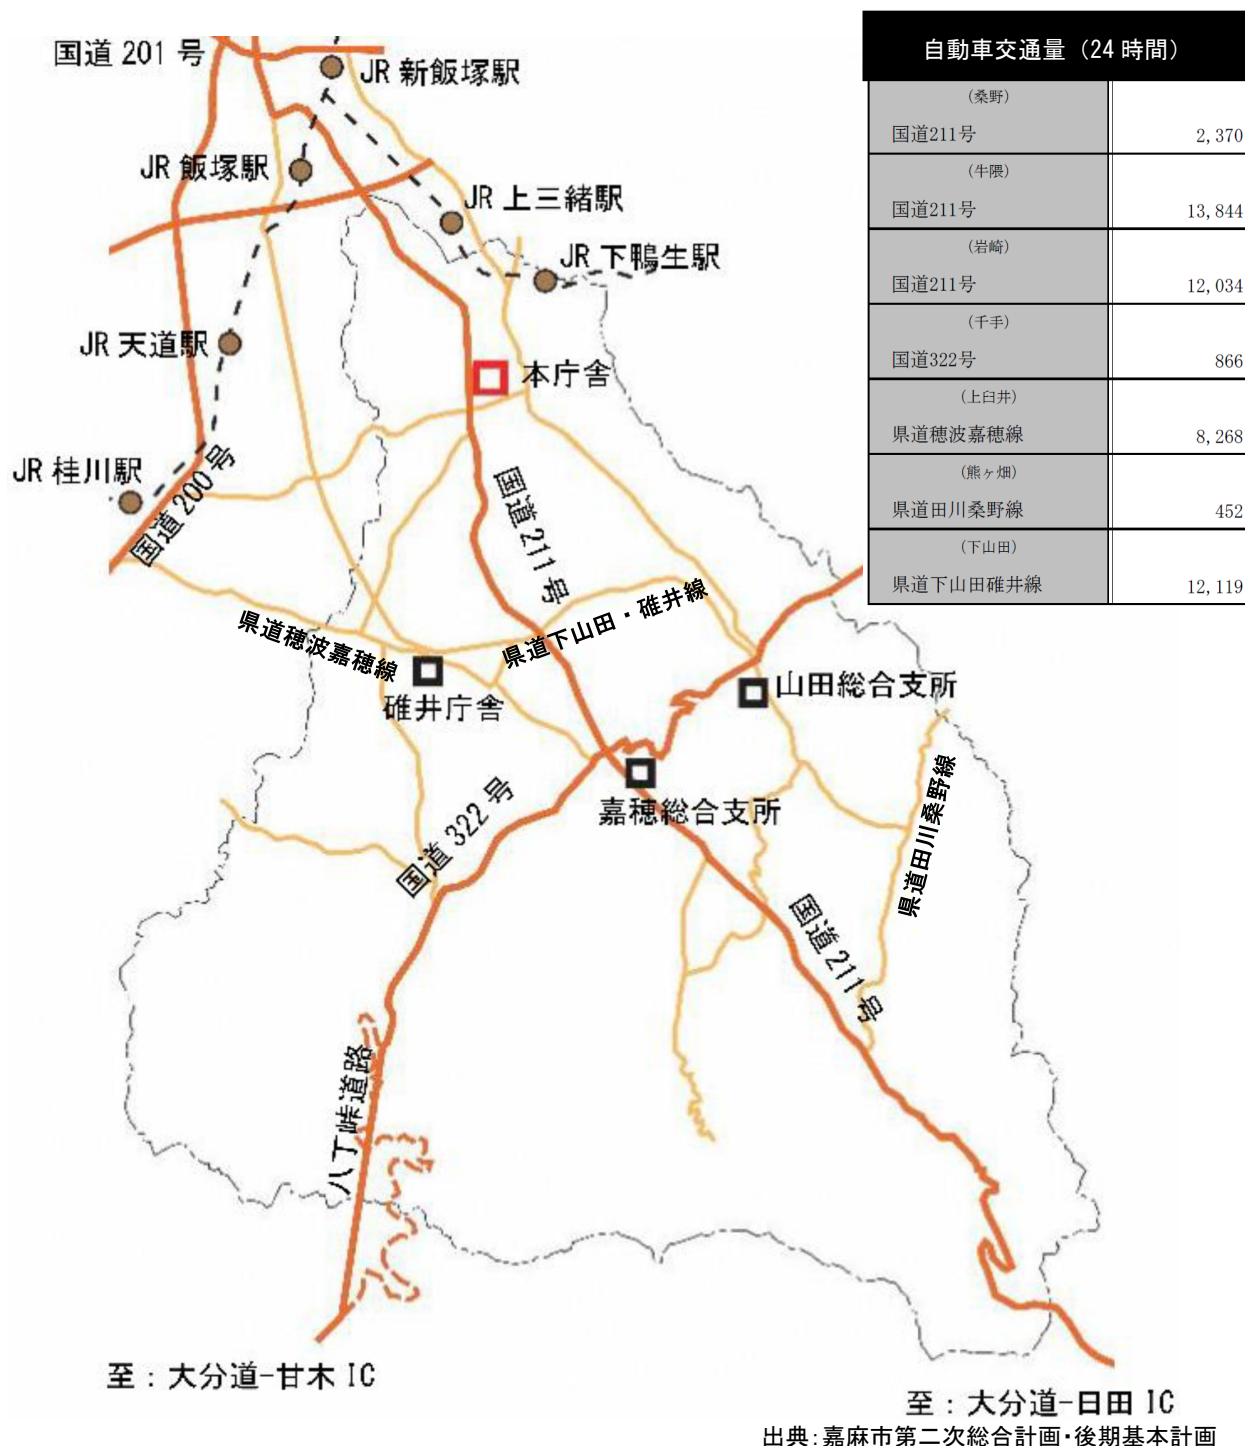 国道 201 号
JR 新飯塚駅
JR 飯塚駅
JR 上三緒駅
JR 下鴨生駅
JR 天道駅
本庁舎
JR 桂川駅
国道 200 号
国道 211 号
県道穂波嘉穂線
県道下山田・碓井線
碓井庁舎
山田総合支所
嘉穂総合支所
国道 322 号
県道田川桑野線
国道 211 号
八丁峠道路
至：大分道-甘木 IC
至：大分道-日田 IC
出典：嘉麻市第二次総合計画・後期基本計画
自動車交通量（24 時間）
（桑野）
国道211号 2,370
（牛隈）
国道211号 13,844
（岩崎）
国道211号 12,034
（千手）
国道322号 866
（上臼井）
県道穂波嘉穂線 8,268
（熊ヶ畑）
県道田川桑野線 452
（下山田）
県道下山田碓井線 12,119